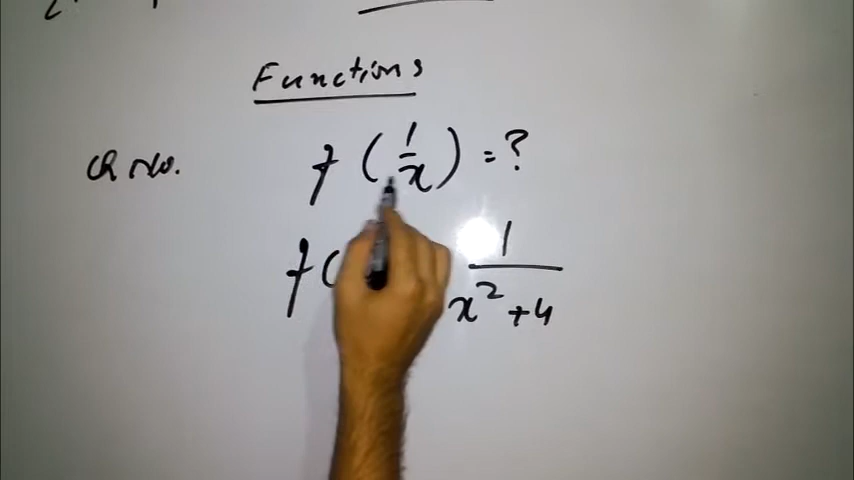 Functions
Q No. f(1/x) = ?
f( 1/x²+4